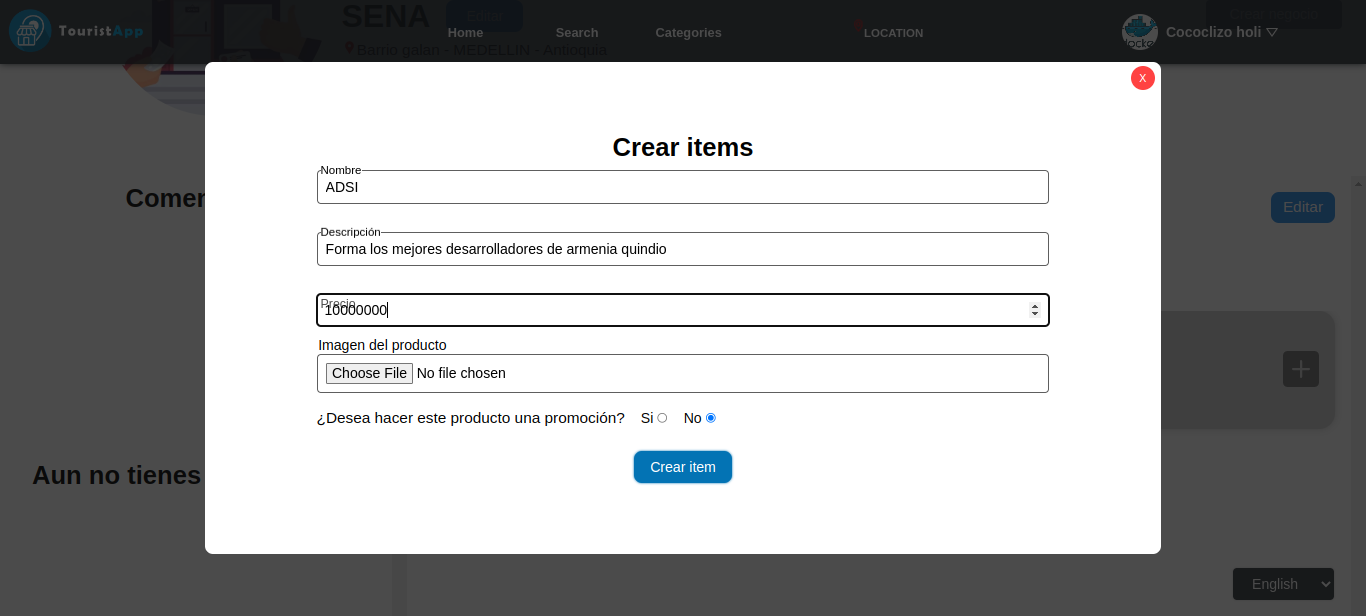 SENA
Editar
TouristApp
Home
Search
Categories
LOCATION
Cococlizo holi
Barrio galan - MEDELLIN - Antioquia
x
Crear items
Nombre
ADSI
Descripción
Forma los mejores desarrolladores de armenia quindio
Precio
10000000
Imagen del producto
Choose File No file chosen
¿Desea hacer este producto una promoción? Si No
Crear item
Comer
Editar
Aun no tienes
English